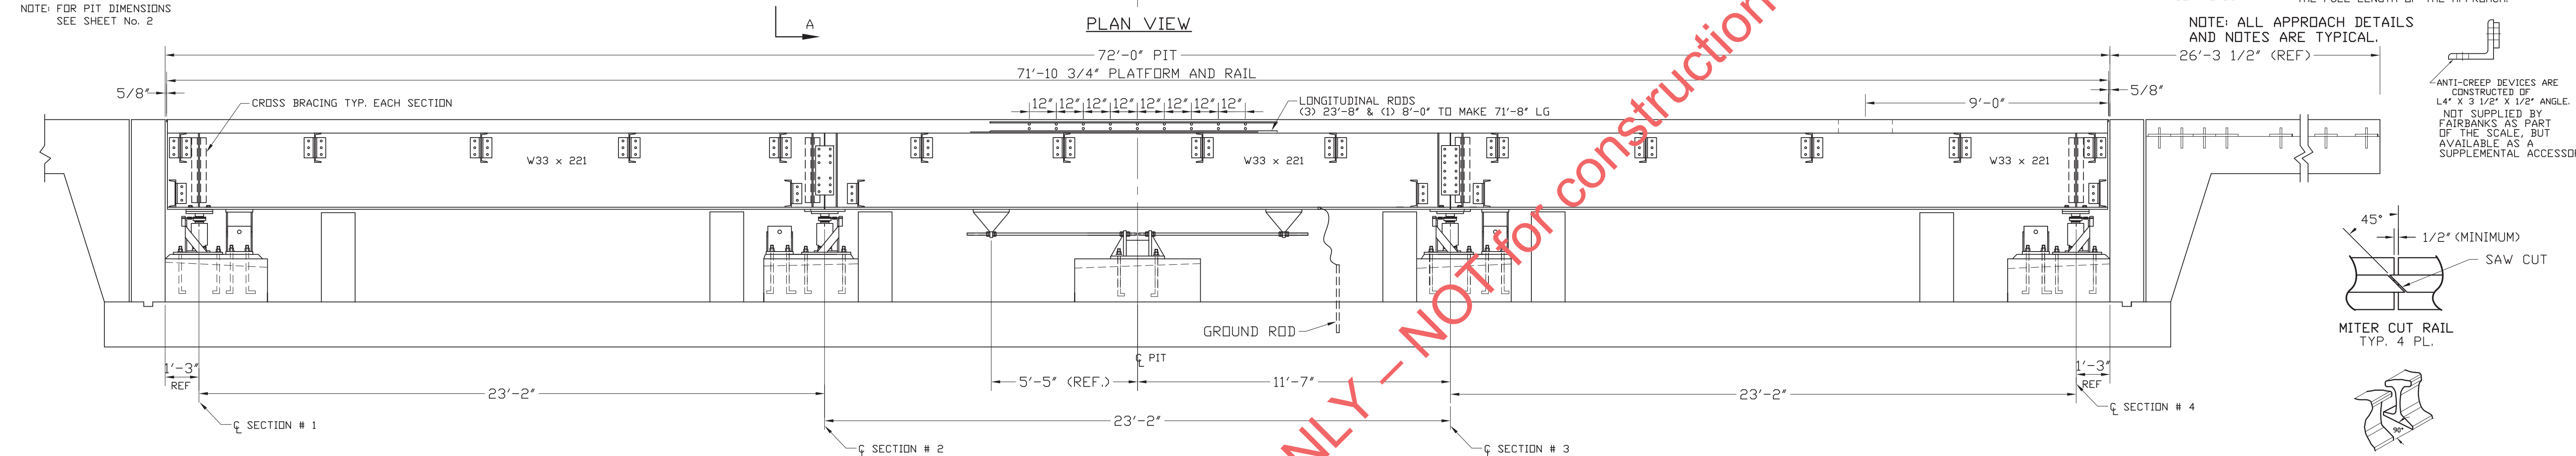 NOTE: FOR PIT DIMENSIONS
SEE SHEET No. 2
A
PLAN VIEW
THE FULL LENGTH OF THE APPROACH.
NOTE: ALL APPROACH DETAILS
AND NOTES ARE TYPICAL.
72'-0" PIT
26'-3 1/2" (REF)
71'-10 3/4" PLATFORM AND RAIL
5/8"
5/8"
CROSS BRACING TYP. EACH SECTION
12" 12" 12" 12" 12" 12" 12" 12"
LONGITUDINAL RODS
(3) 23'-8" & (1) 8'-0" TO MAKE 71'-8" LG
9'-0"
ANTI-CREEP DEVICES ARE
CONSTRUCTED OF
L4" X 3 1/2" X 1/2" ANGLE.
NOT SUPPLIED BY
FAIRBANKS AS PART
OF THE SCALE, BUT
AVAILABLE AS A
SUPPLEMENTAL
W33 x 221
W33 x 221
W33 x 221
45°
1/2" (MINIMUM)
SAW CUT
MITER CUT RAIL
TYP. 4 PL.
GROUND ROD
℄ PIT
1'-3"
REF
5'-5" (REF.)
11'-7"
1'-3"
REF
23'-2"
23'-2"
23'-2"
℄ SECTION # 1
℄ SECTION # 2
℄ SECTION # 3
℄ SECTION # 4
90°
NLY – NOT for construction